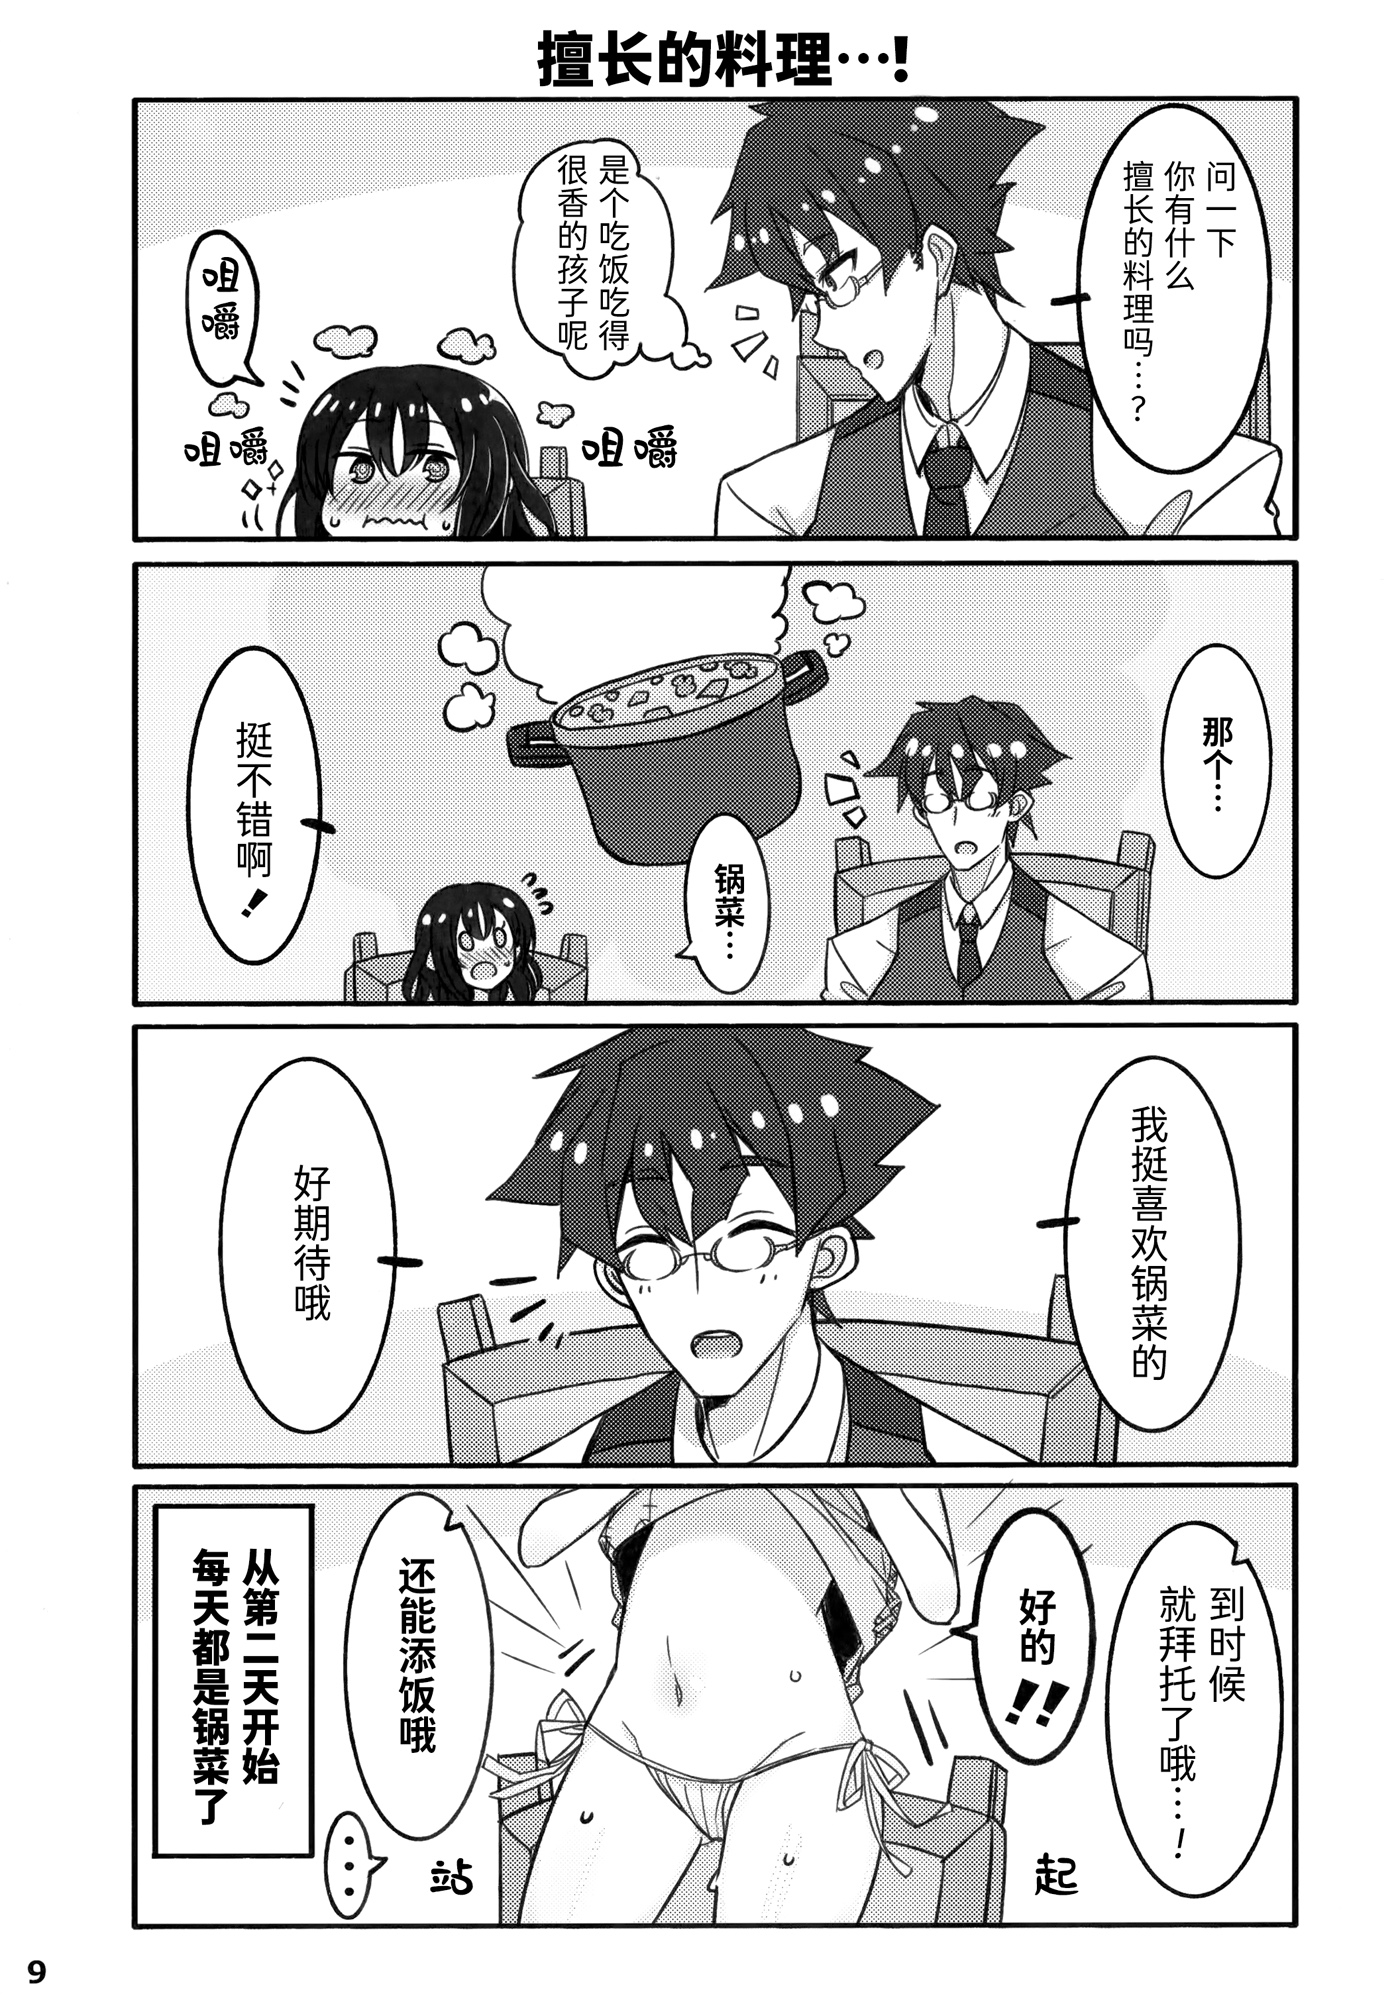 擅长的料理…!
问一下
你有什么
擅长的料理吗…?
是个吃饭吃得
很香的孩子呢
咀嚼
咀嚼
咀嚼
那个…
锅菜…
挺不错啊!
我挺喜欢锅菜的
好期待哦
到时候
就拜托了哦…!
好的!!
还能添饭哦
…
站
起
从第二天开始
每天都是锅菜了
9